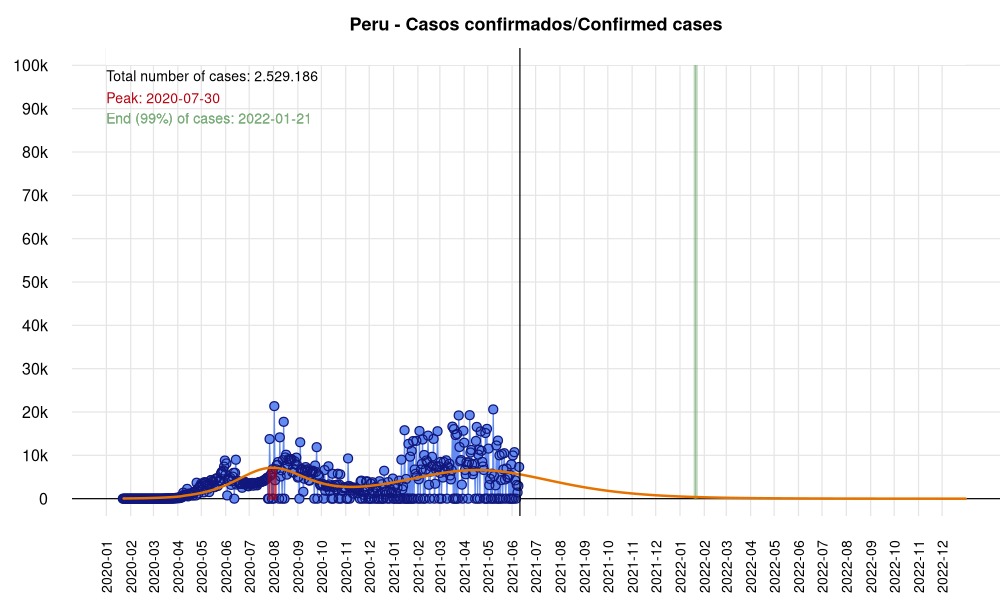 Peru - Casos confirmados/Confirmed cases
100k
Total number of cases: 2.529.186
Peak: 2020-07-30
90k
End (99%) of cases: 2022-01-21
80k
70k
60k
50k
40k
30k
20k
10k
0
2020-01
2020-02
2020-03
2020-04
2020-05
2020-06
2020-07
2020-08
2020-09
2020-10
2020-11
2020-12
2021-01
2021-02
2021-03
2021-04
2021-05
2021-06
2021-07
2021-08
2021-09
2021-10
2021-11
2021-12
2022-01
2022-02
2022-03
2022-04
2022-05
2022-06
2022-07
2022-08
2022-09
2022-10
2022-11
2022-12